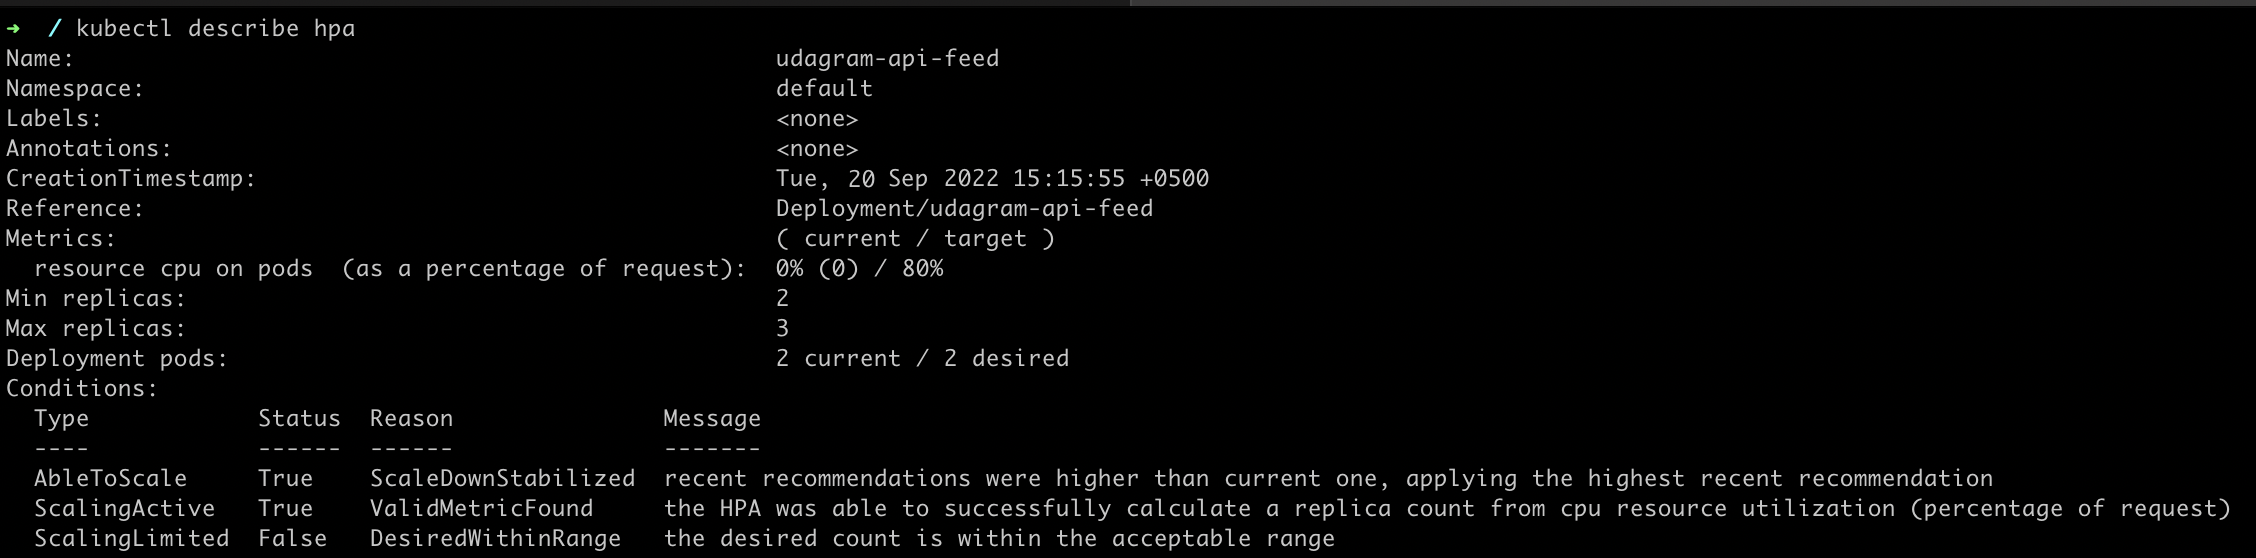 ➜  / kubectl describe hpa
Name:                                                  udagram-api-feed
Namespace:                                             default
Labels:                                                <none>
Annotations:                                           <none>
CreationTimestamp:                                     Tue, 20 Sep 2022 15:15:55 +0500
Reference:                                             Deployment/udagram-api-feed
Metrics:                                               ( current / target )
  resource cpu on pods  (as a percentage of request):  0% (0) / 80%
Min replicas:                                          2
Max replicas:                                          3
Deployment pods:                                       2 current / 2 desired
Conditions:
  Type            Status  Reason               Message
  ----            ------  ------               -------
  AbleToScale     True    ScaleDownStabilized  recent recommendations were higher than current one, applying the highest recent recommendation
  ScalingActive   True    ValidMetricFound     the HPA was able to successfully calculate a replica count from cpu resource utilization (percentage of request)
  ScalingLimited  False   DesiredWithinRange   the desired count is within the acceptable range